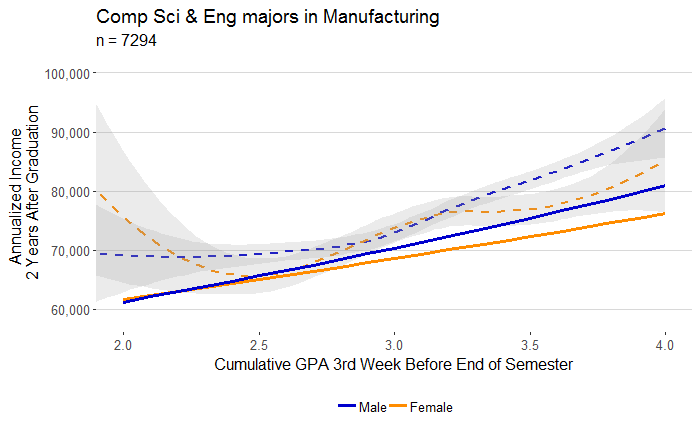 Comp Sci & Eng majors in Manufacturing
n = 7294
Annualized Income
2 Years After Graduation
100,000
90,000
80,000
70,000
60,000
2.0 2.5 3.0 3.5 4.0
Cumulative GPA 3rd Week Before End of Semester
Male Female